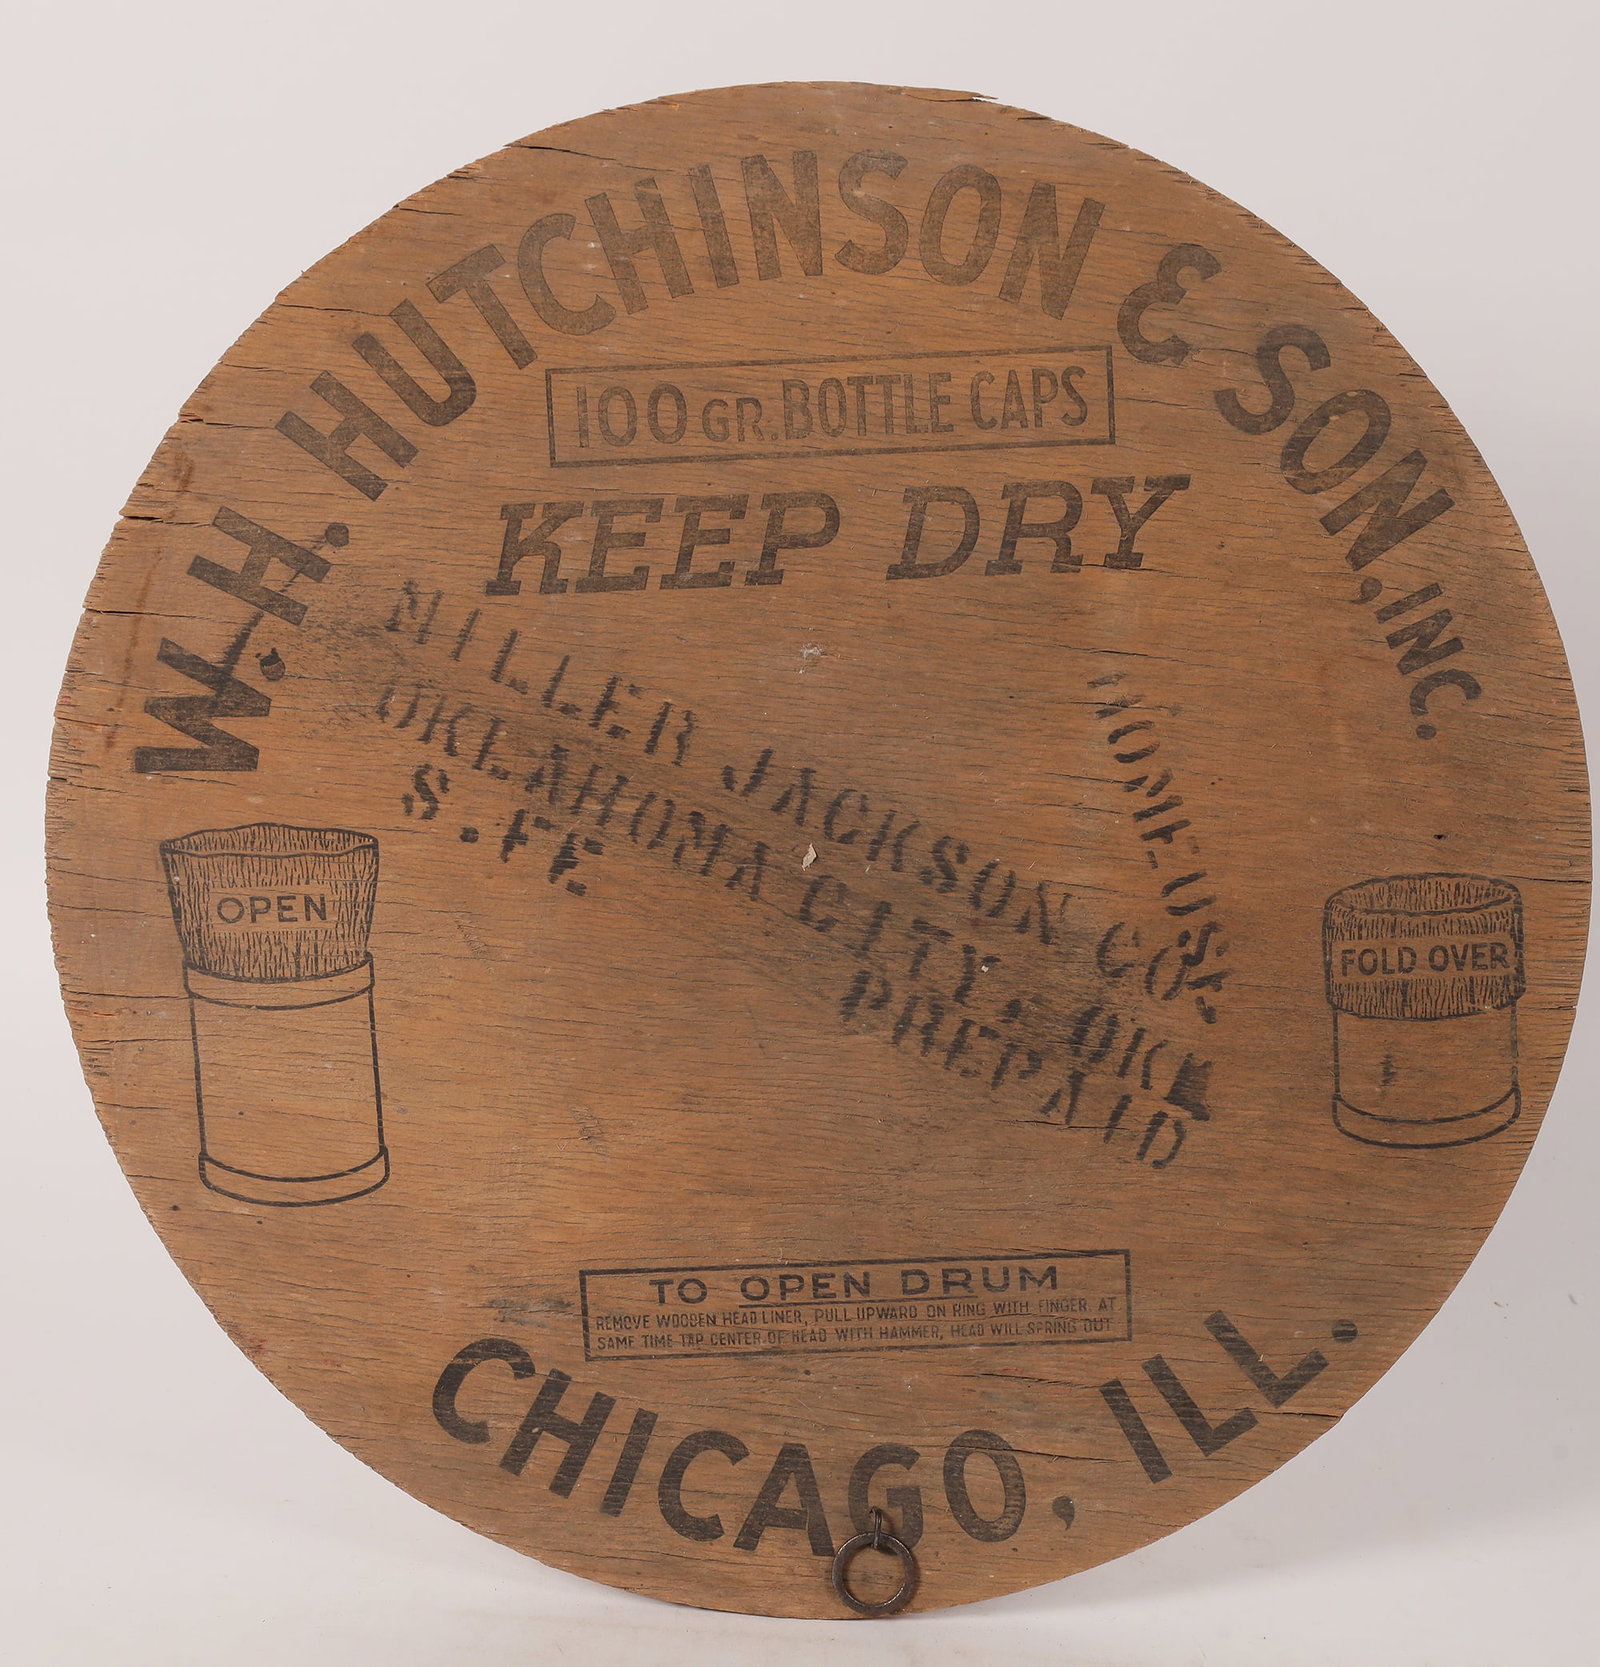 W.H. HUTCHINSON & SON, INC.
100 GR. BOTTLE CAPS
KEEP DRY
MILLER JACKSON CO.
OKLAHOMA CITY, OKL
S.FE
PREPAID
OPEN
FOLD OVER
TO OPEN DRUM
REMOVE WOODEN HEAD LINER, PULL UPWARD ON RING WITH FINGER. AT
SAME TIME TAP CENTER OF HEAD WITH HAMMER, HEAD WILL SPRING OUT
CHICAGO, ILL.